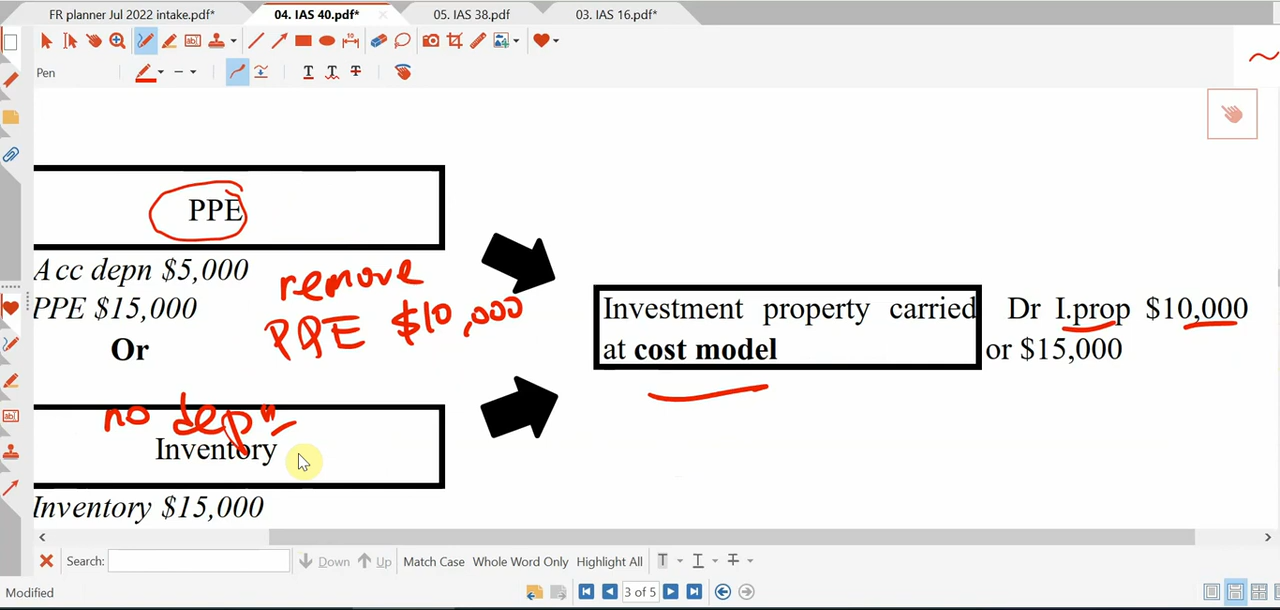 FR planner Jul 2022 intake.pdf*
04. IAS 40.pdf*
05. IAS 38.pdf
03. IAS 16.pdf*
Pen
PPE
Acc depn $5,000
PPE $15,000
Or
remove
PPE $10,000
no depn
Inventory
Inventory $15,000
Investment property carried
at cost model
Dr I.prop $10,000
or $15,000
Search:
Down
Up
Match Case
Whole Word Only
Highlight All
Modified
3 of 5